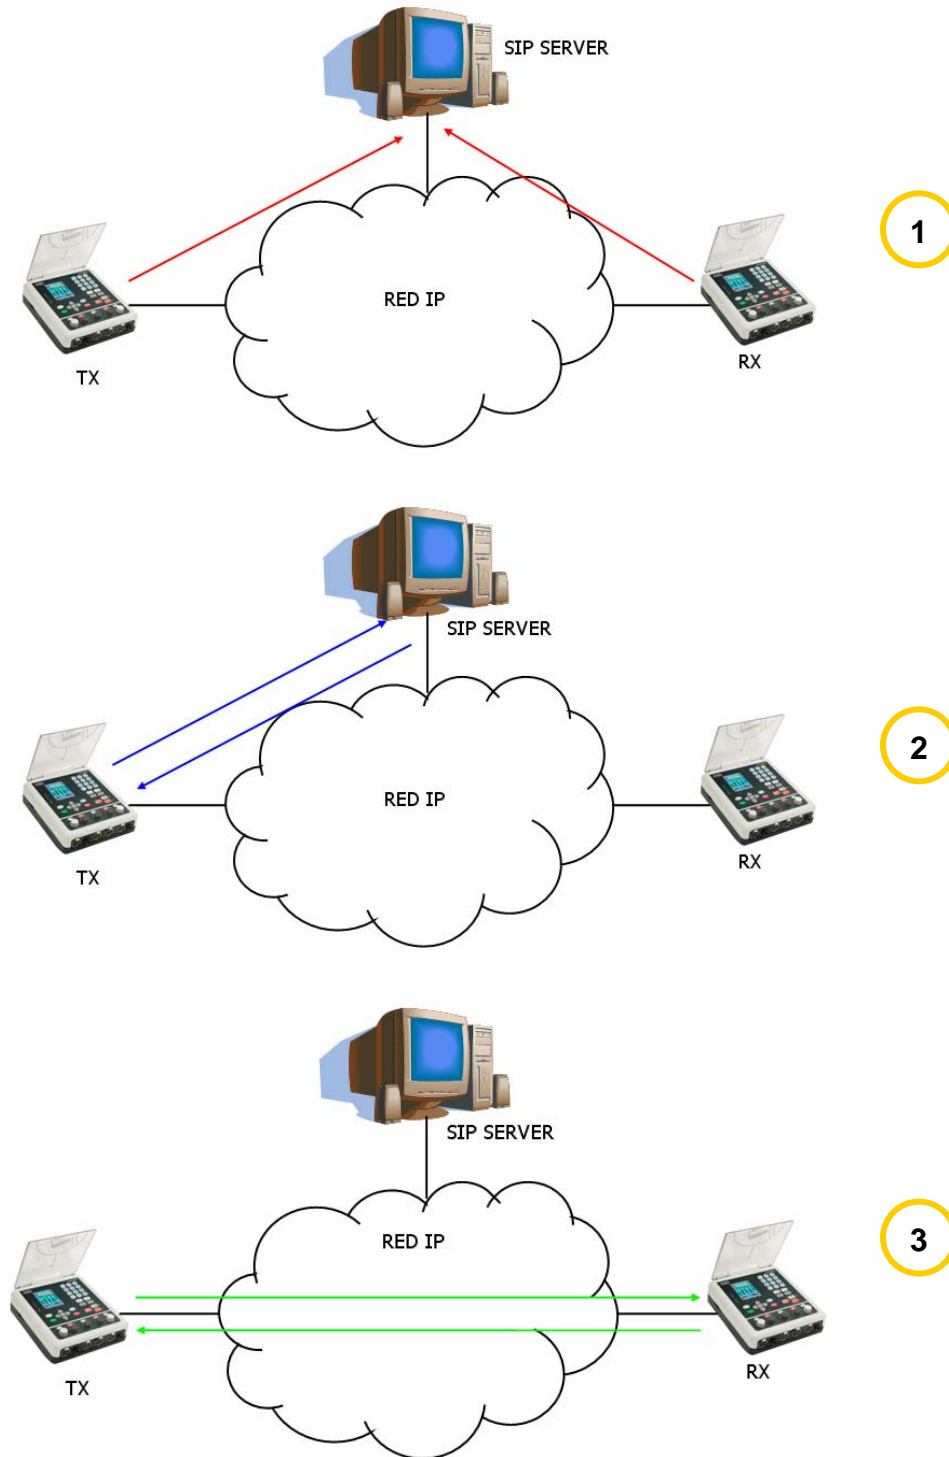 SIP SERVER
1
RED IP
TX
RX
SIP SERVER
2
RED IP
TX
RX
SIP SERVER
3
RED IP
TX
RX